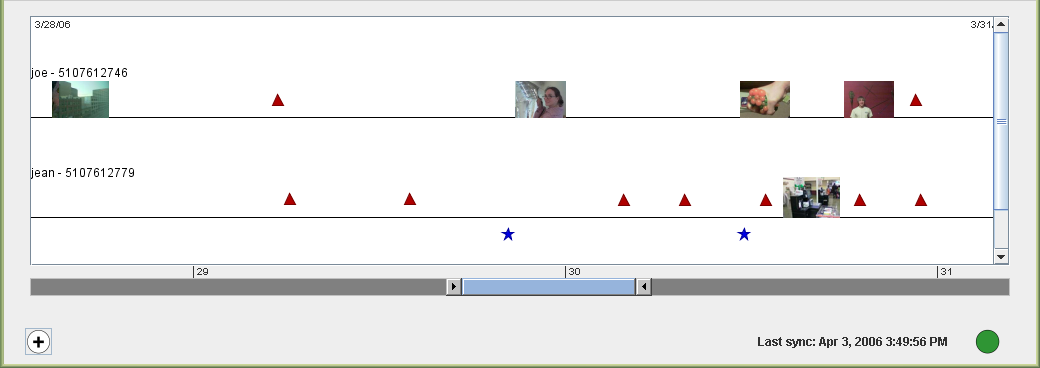 3/28/06 3/31
joe - 5107612746
jean - 5107612779
29 30 31
Last sync: Apr 3, 2006 3:49:56 PM